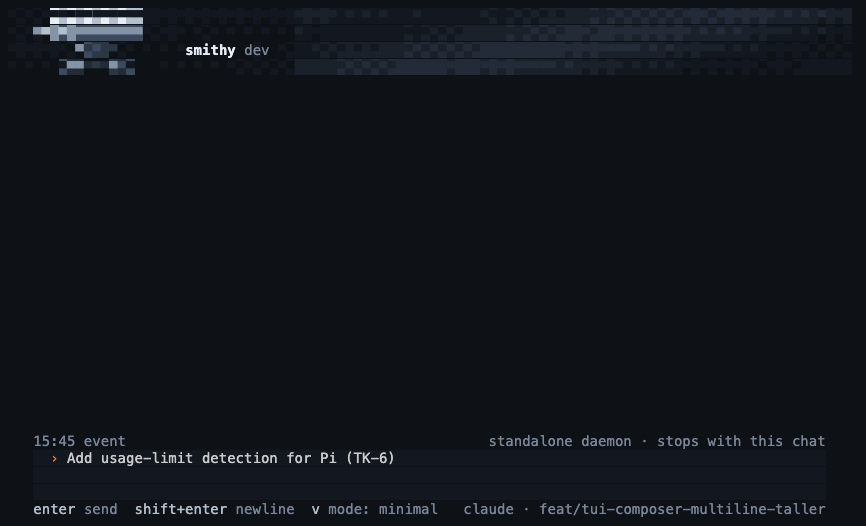 smithy dev
15:45 event standalone daemon · stops with this chat
› Add usage-limit detection for Pi (TK-6)
enter send shift+enter newline v mode: minimal claude · feat/tui-composer-multiline-taller